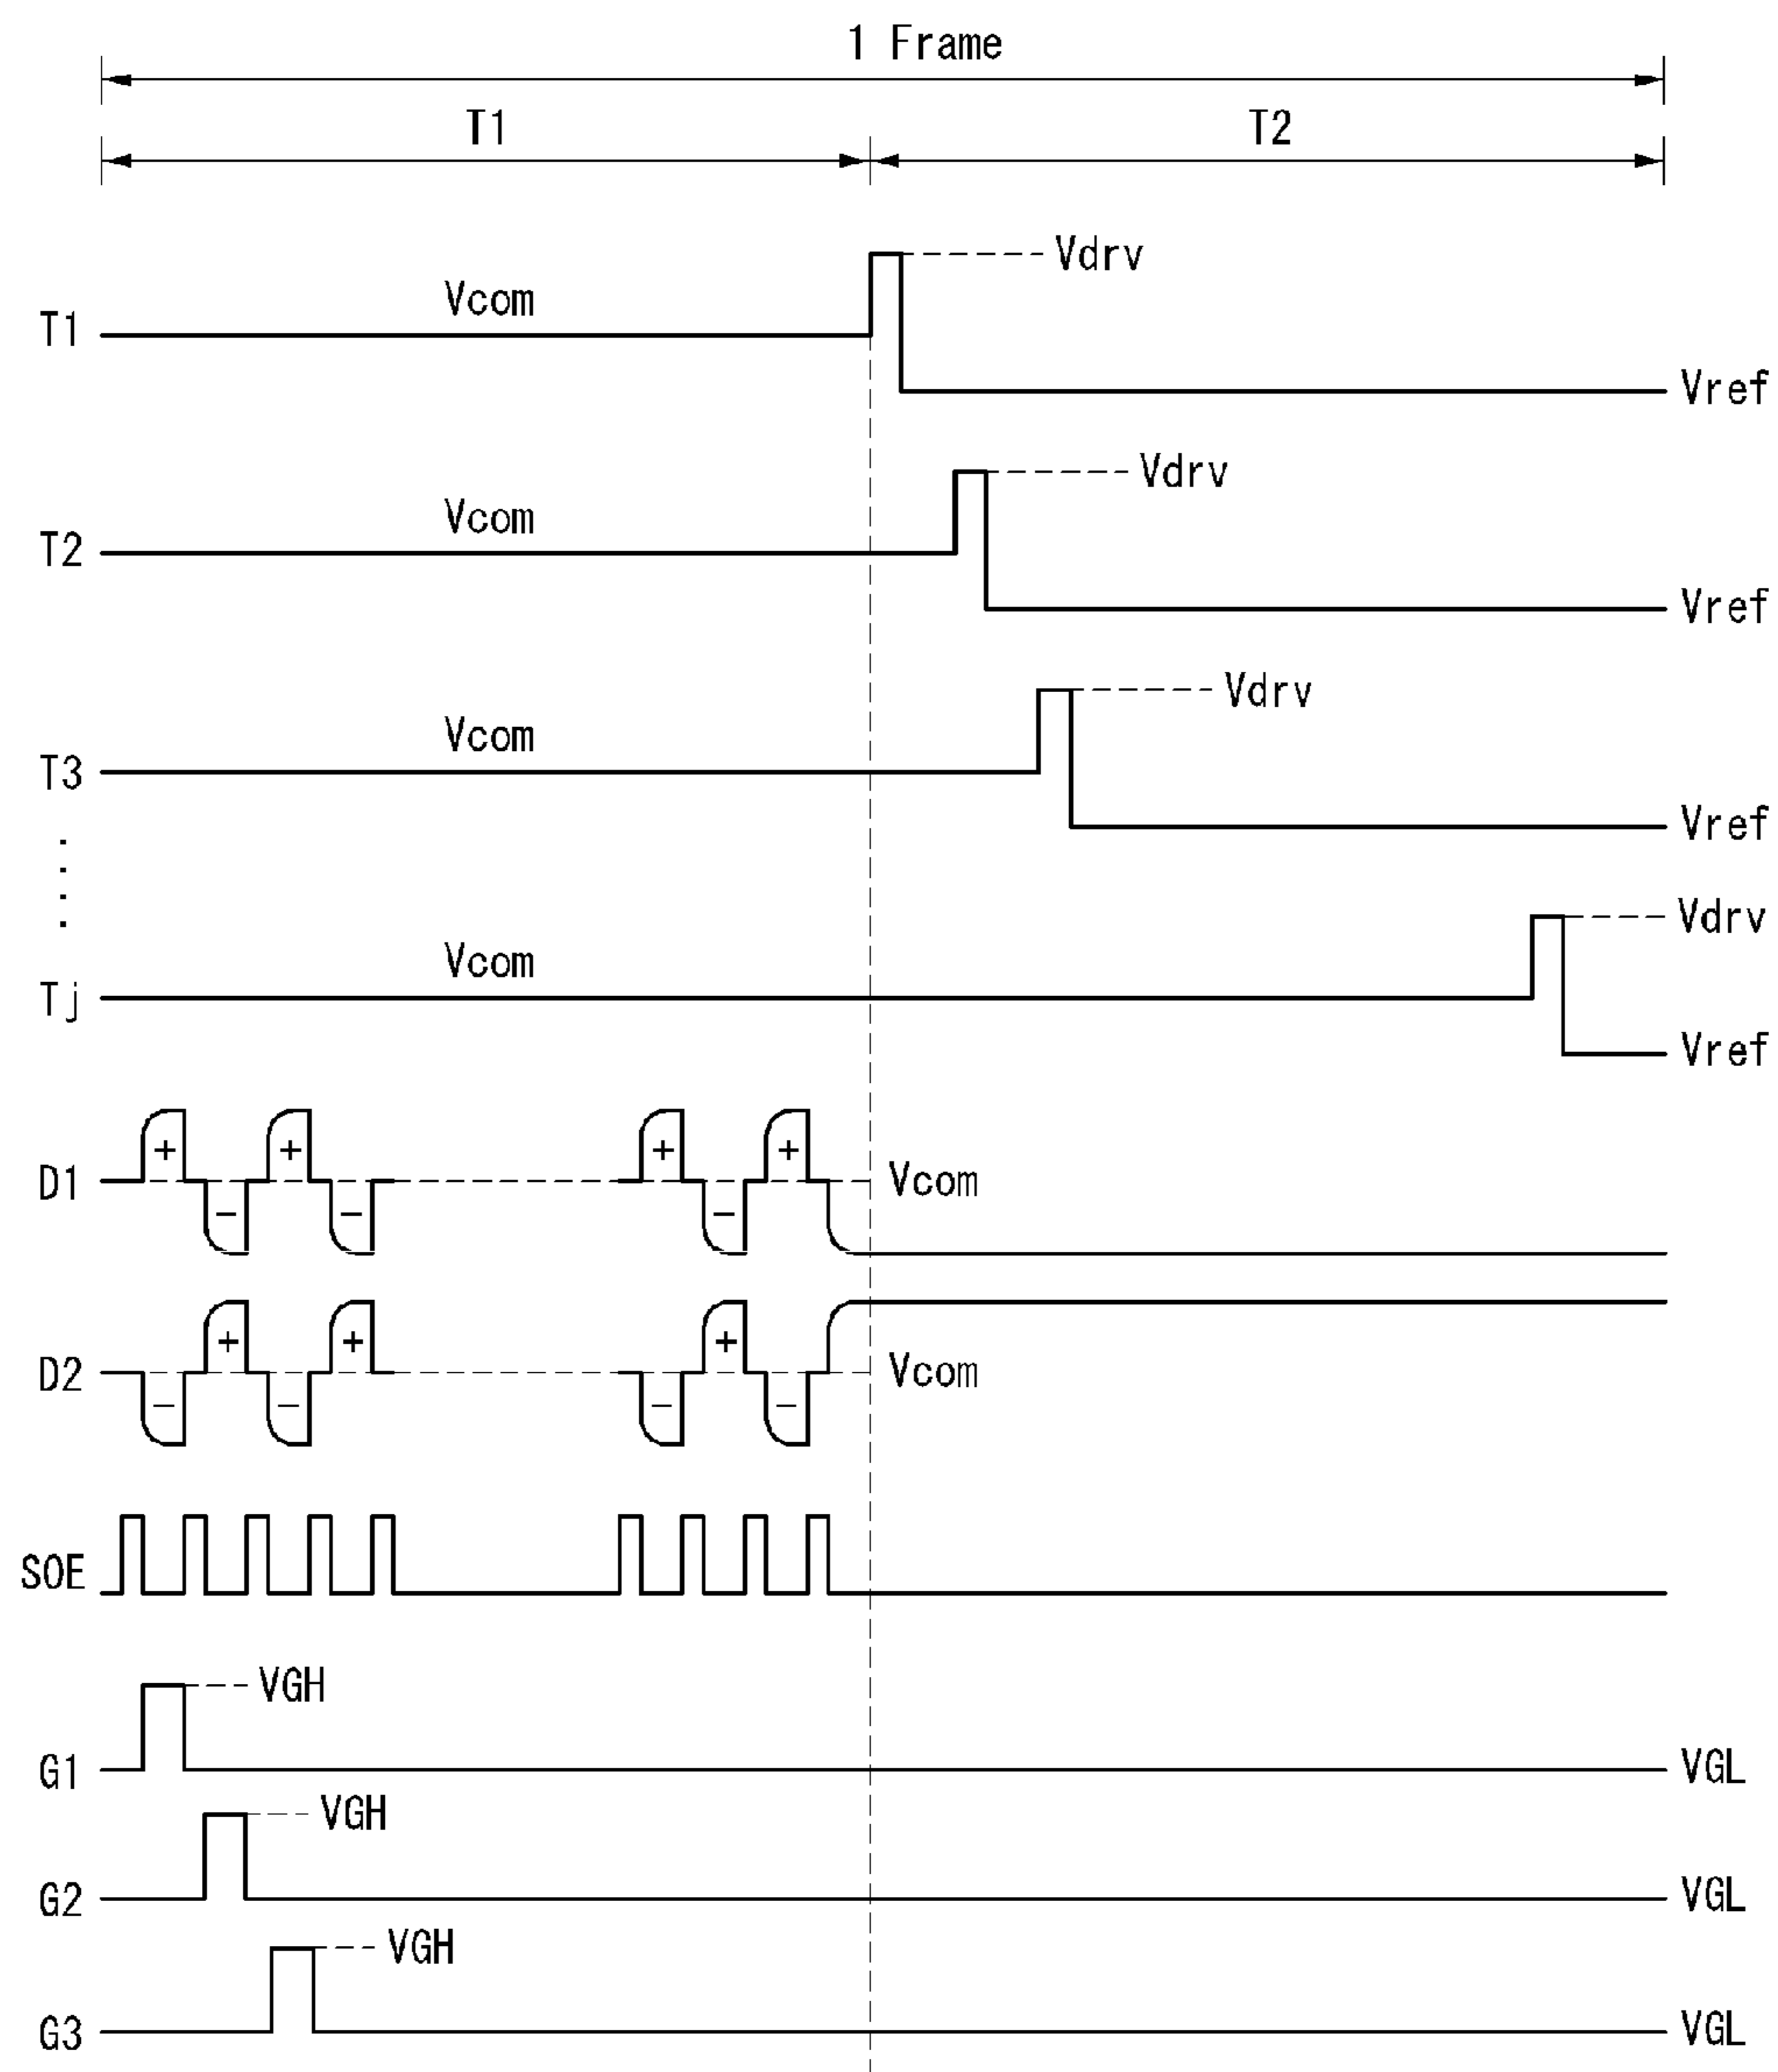 1 Frame
T1 T2
Vdrv
Vcom
T1
Vref
Vdrv
Vcom
T2
Vref
Vdrv
Vcom
T3
Vref
Vdrv
Vcom
Tj
Vref
+ + + +
D1 Vcom
- - -
+ + +
D2 Vcom
- - - -
SOE
VGH
G1 VGL
VGH
G2 VGL
VGH
G3 VGL